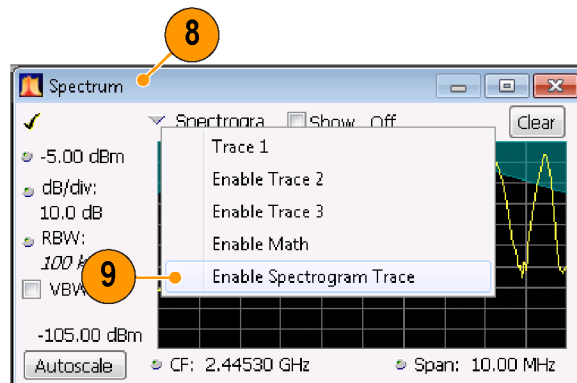 8
Spectrum
Spectrogra Show Off Clear
-5.00 dBm
Trace 1
dB/div:
Enable Trace 2
10.0 dB
Enable Trace 3
RBW:
Enable Math
100
9
Enable Spectrogram Trace
VBW
-105.00 dBm
Autoscale CF: 2.44530 GHz Span: 10.00 MHz